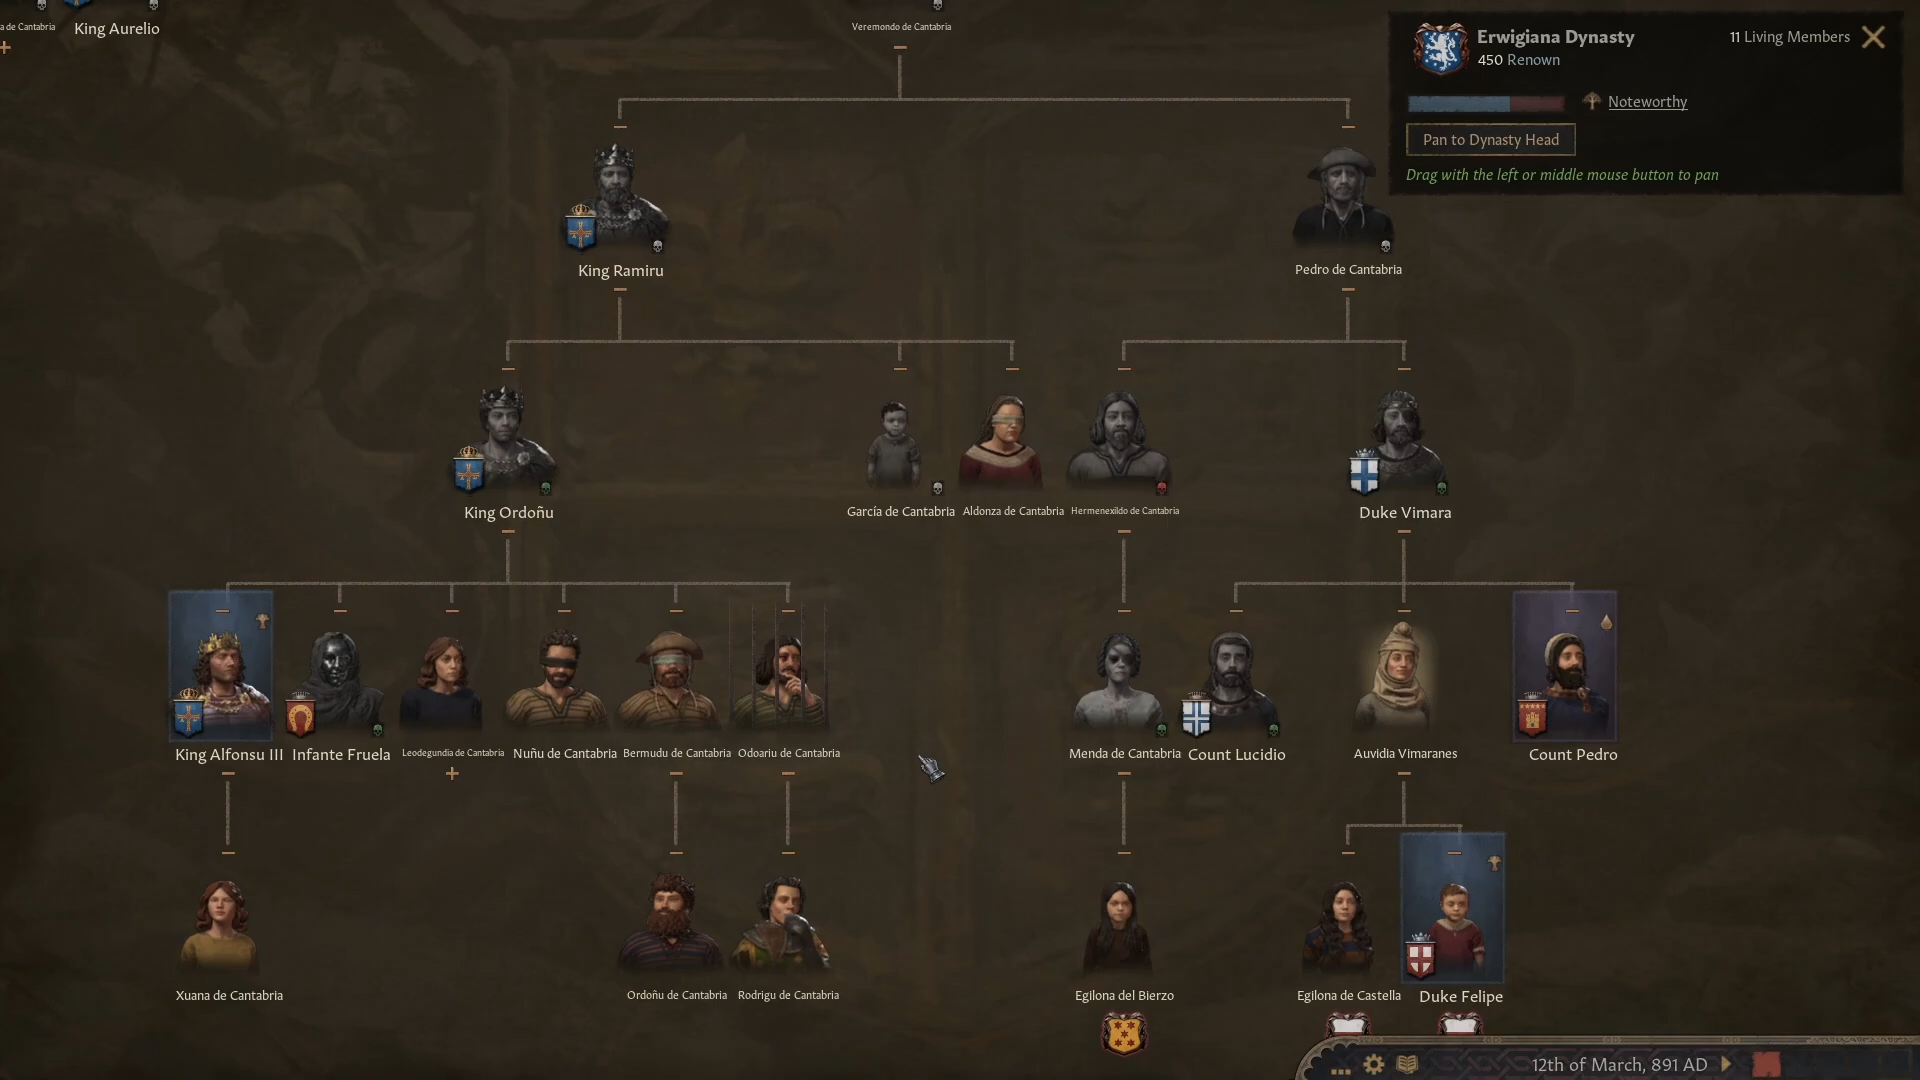 a de Cantabria
King Aurelio
Veremondo de Cantabria
Erwigiana Dynasty
11 Living Members
450 Renown
Noteworthy
Pan to Dynasty Head
Drag with the left or middle mouse button to pan
King Ramiru
Pedro de Cantabria
King Ordoñu
García de Cantabria
Aldonza de Cantabria
Hermenexildo de Cantabria
Duke Vimara
King Alfonsu III
Infante Fruela
Leodegundia de Cantabria
Nuñu de Cantabria
Bermudu de Cantabria
Odoariu de Cantabria
Menda de Cantabria
Count Lucidio
Auvidia Vimaranes
Count Pedro
Xuana de Cantabria
Ordoñu de Cantabria
Rodrigu de Cantabria
Egilona del Bierzo
Egilona de Castella
Duke Felipe
12th of March, 891 AD